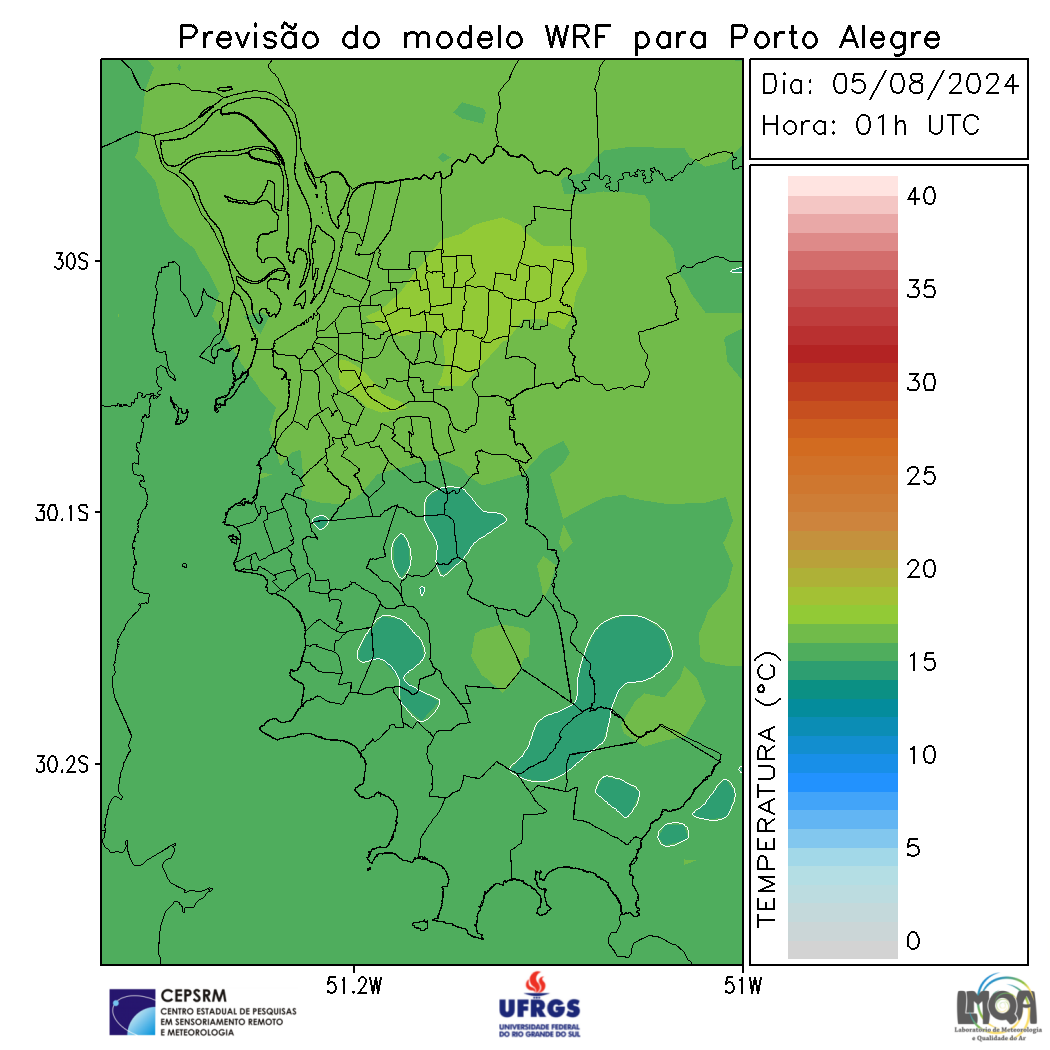 Previsão do modelo WRF para Porto Alegre
Dia: 05/08/2024
Hora: 01h UTC
40
35
30
25
20
15
10
5
0
TEMPERATURA (°C)
30S
30.1S
30.2S
51.2W
51W
CEPSRM
CENTRO ESTADUAL DE PESQUISAS
EM SENSORIAMENTO REMOTO
E METEOROLOGIA
UFRGS
UNIVERSIDADE FEDERAL
DO RIO GRANDE DO SUL
LMQA
Laboratório de Meteorologia
e Qualidade do Ar